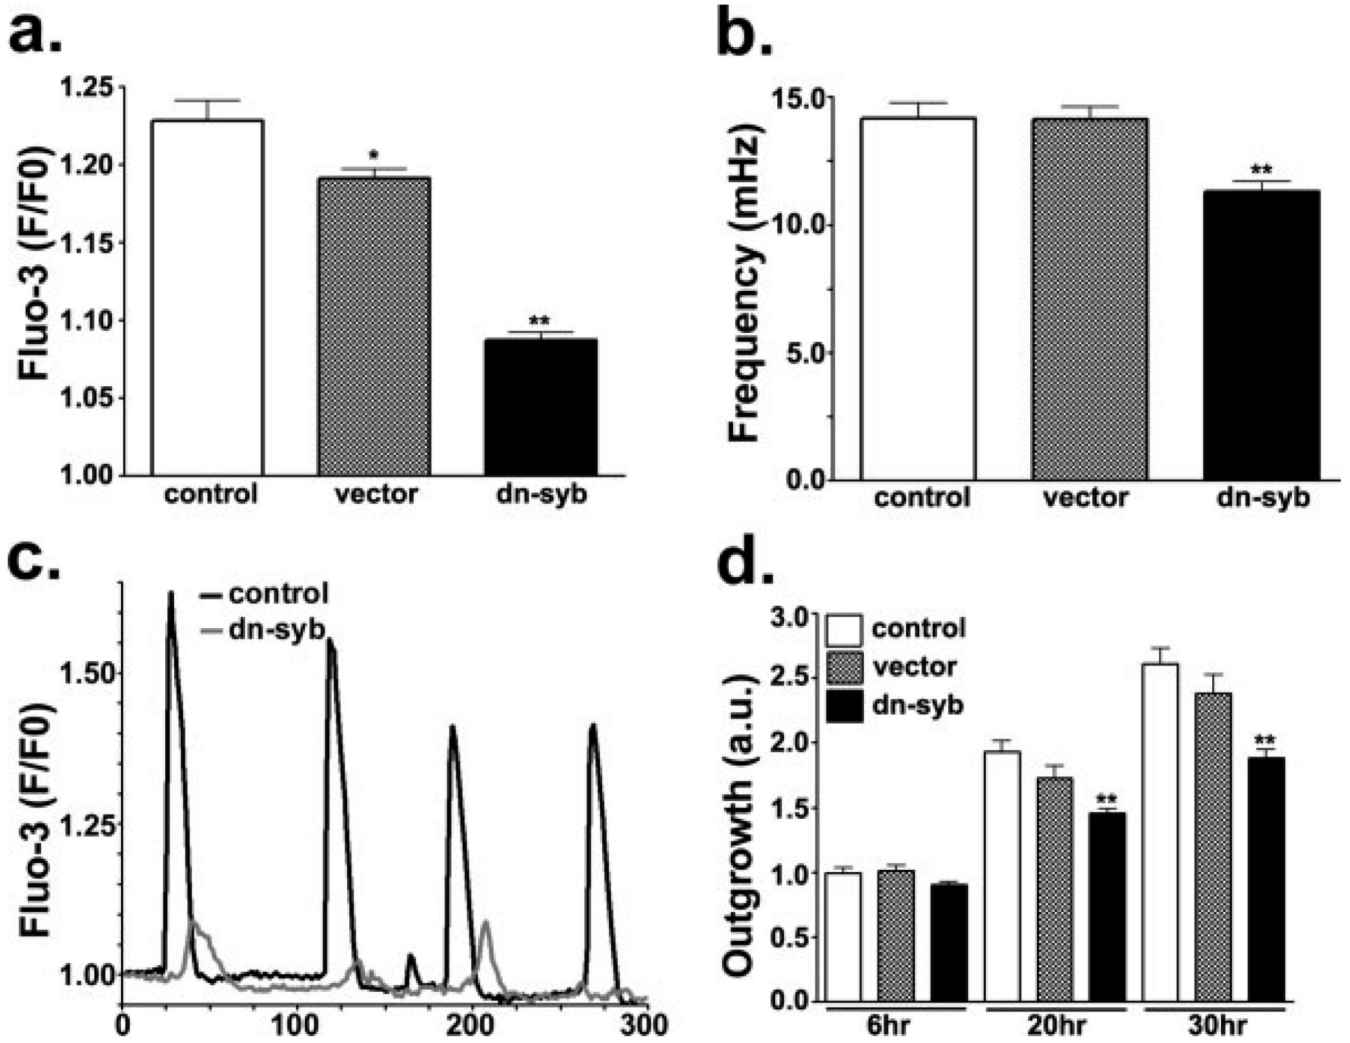 a.
Fluo-3 (F/F0)
1.25
1.20
1.15
1.10
1.05
1.00
*
**
control vector dn-syb
b.
Frequency (mHz)
15.0
10.0
5.0
0.0
**
control vector dn-syb
c.
Fluo-3 (F/F0)
control
dn-syb
1.50
1.25
1.00
0 100 200 300
d.
Outgrowth (a.u.)
3.0
2.5
2.0
1.5
1.0
0.5
0.0
control
vector
dn-syb
**
**
6hr 20hr 30hr